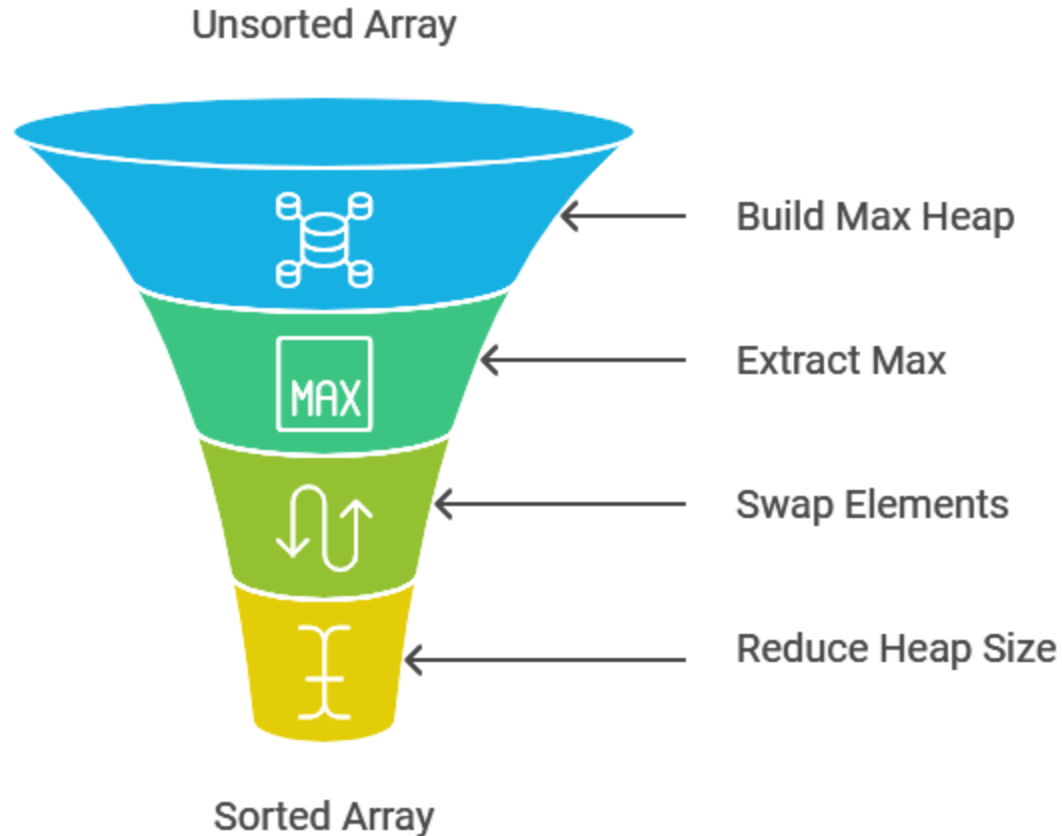 Unsorted Array
Build Max Heap
MAX
Extract Max
Swap Elements
Reduce Heap Size
Sorted Array